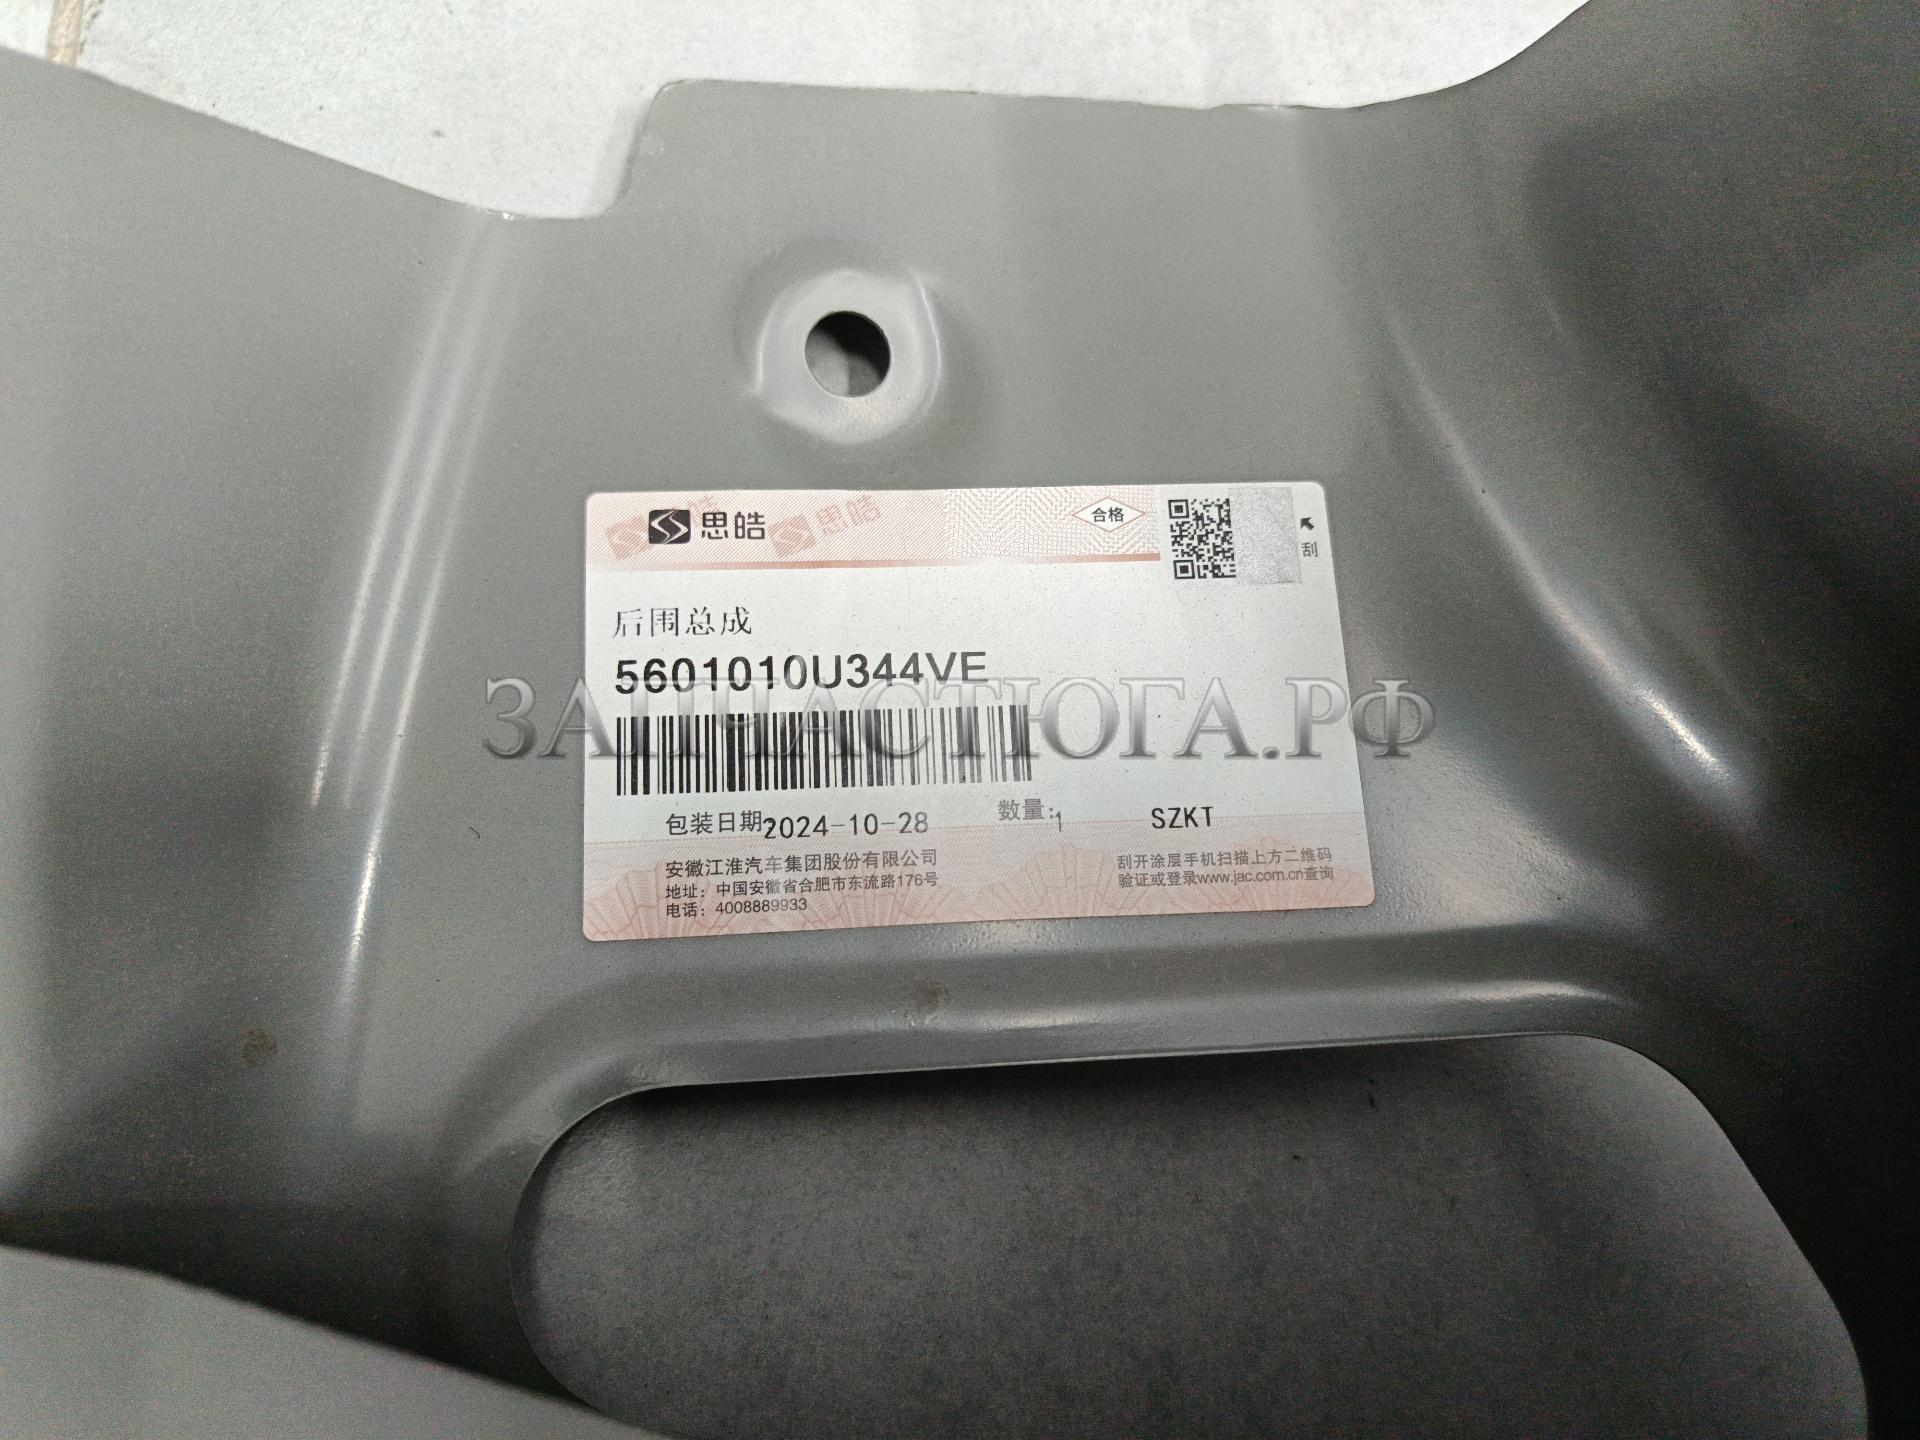 思皓
思皓
合格
刮
后围总成
5601010U344VE
ЗАПЧАСТЮГА.РФ
包装日期:2024-10-28
数量:1
SZKT
安徽江淮汽车集团股份有限公司
地址：中国安徽省合肥市东流路176号
电话：4008889933
刮开涂层手机扫描上方二维码
验证或登录www.jac.com.cn查询